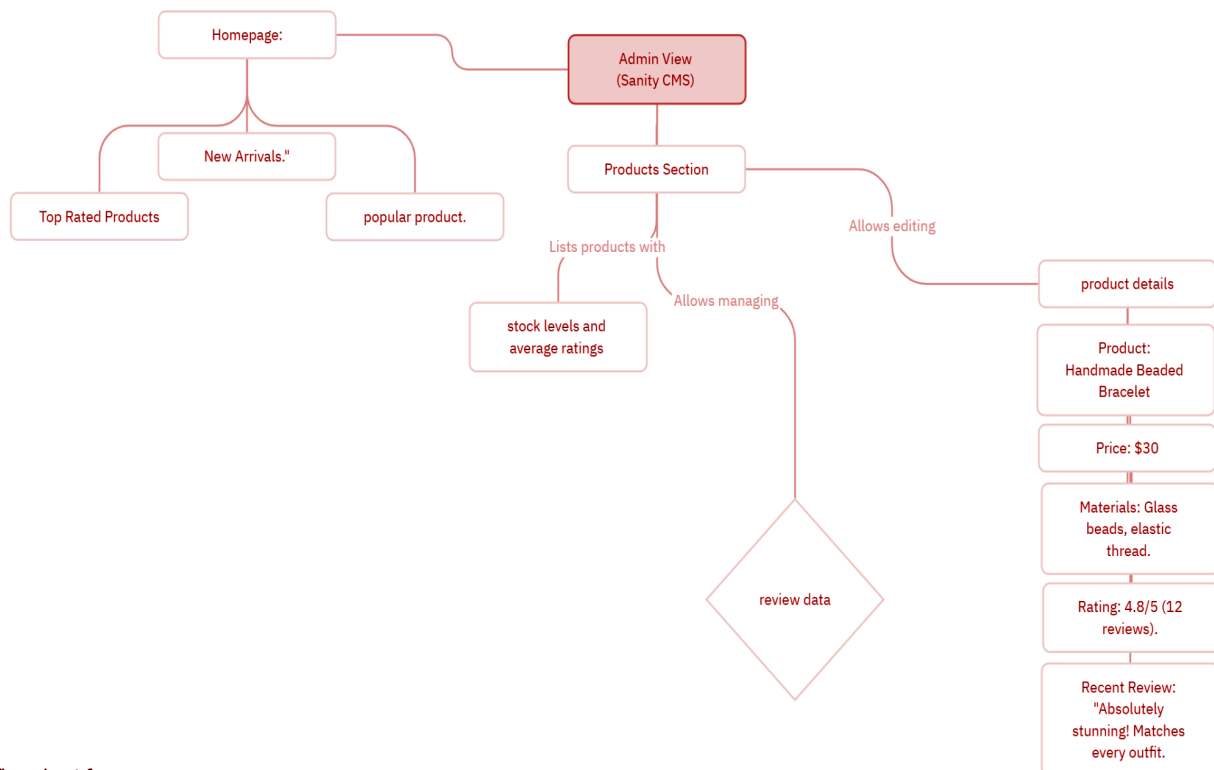 Homepage:
Admin View
(Sanity CMS)
New Arrivals."
Products Section
Top Rated Products
popular product.
Allows editing
Lists products with
product details
Allows managing
stock levels and
average ratings
Product:
Handmade Beaded
Bracelet
Price: $30
Materials: Glass
beads, elastic
thread.
review data
Rating: 4.8/5 (12
reviews).
Recent Review:
"Absolutely
stunning! Matches
every outfit.